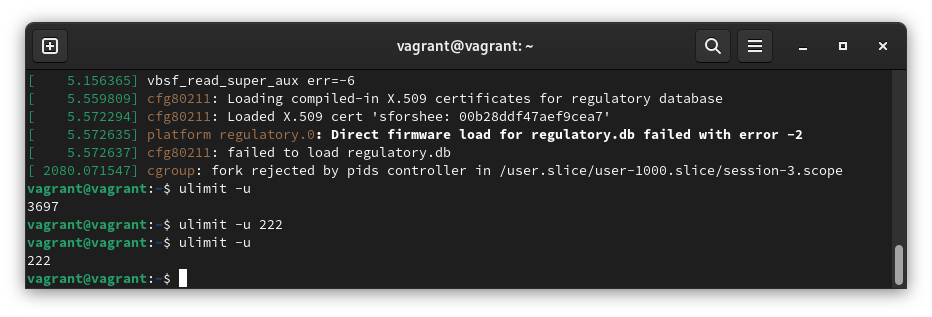 vagrant@vagrant: ~
[    5.156365] vbsf_read_super_aux err=-6
[    5.559809] cfg80211: Loading compiled-in X.509 certificates for regulatory database
[    5.572294] cfg80211: Loaded X.509 cert 'sforshee: 00b28ddf47aef9cea7'
[    5.572635] platform regulatory.0: Direct firmware load for regulatory.db failed with error -2
[    5.572637] cfg80211: failed to load regulatory.db
[ 2080.071547] cgroup: fork rejected by pids controller in /user.slice/user-1000.slice/session-3.scope
vagrant@vagrant:~$ ulimit -u
3697
vagrant@vagrant:~$ ulimit -u 222
vagrant@vagrant:~$ ulimit -u
222
vagrant@vagrant:~$